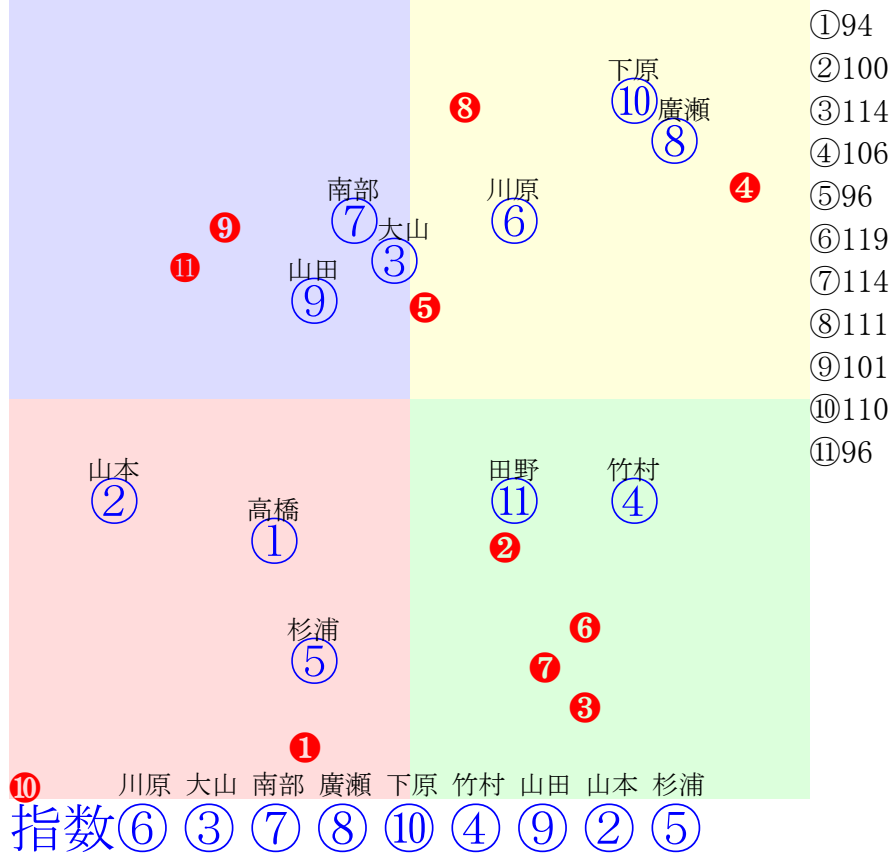 ①94
下原
②100
⑩
❽
廣瀬
③114
⑧
④106
南部
川原
❹
⑤96
⑦
⑥
❾
大山
⑥119
③
⓫
山田
⑦114
⑨
❺
⑧111
⑨101
⑩110
⑪96
山本
田野
竹村
②
⑪
④
高橋
①
❷
杉浦
❻
⑤
❼
❸
❶
❿
川原 大山 南部 廣瀬 下原 竹村 山田 山本 杉浦
指数⑥③⑦⑧⑩④⑨②⑤